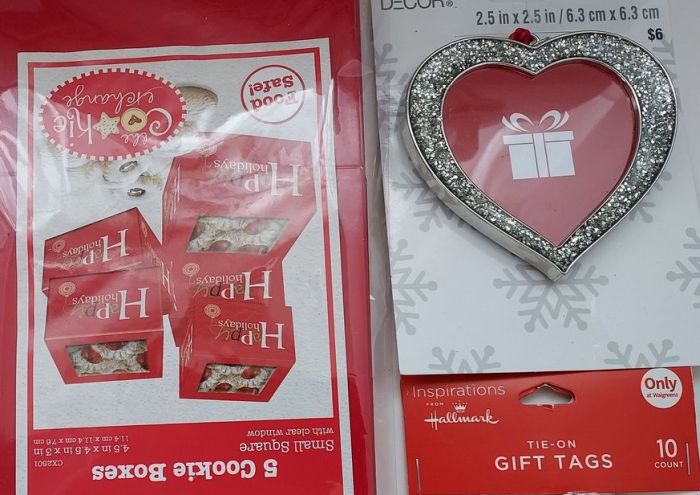 5 Cookie Boxes
Small Square
with clear window
4.5 in x 4.5 in x 3 in
11.4 cm x 11.4 cm x 7.6 cm
CX2501
Happy
holidays
Happy
holidays
Happy
holidays
Happy
holidays
Happy
holidays
the
COOKIE
exchange
Food
Safe!
DECOR®
2.5 in x 2.5 in / 6.3 cm x 6.3 cm
$6
Inspirations
FROM
Hallmark
Only
at Walgreens
TIE-ON
GIFT TAGS
10
COUNT